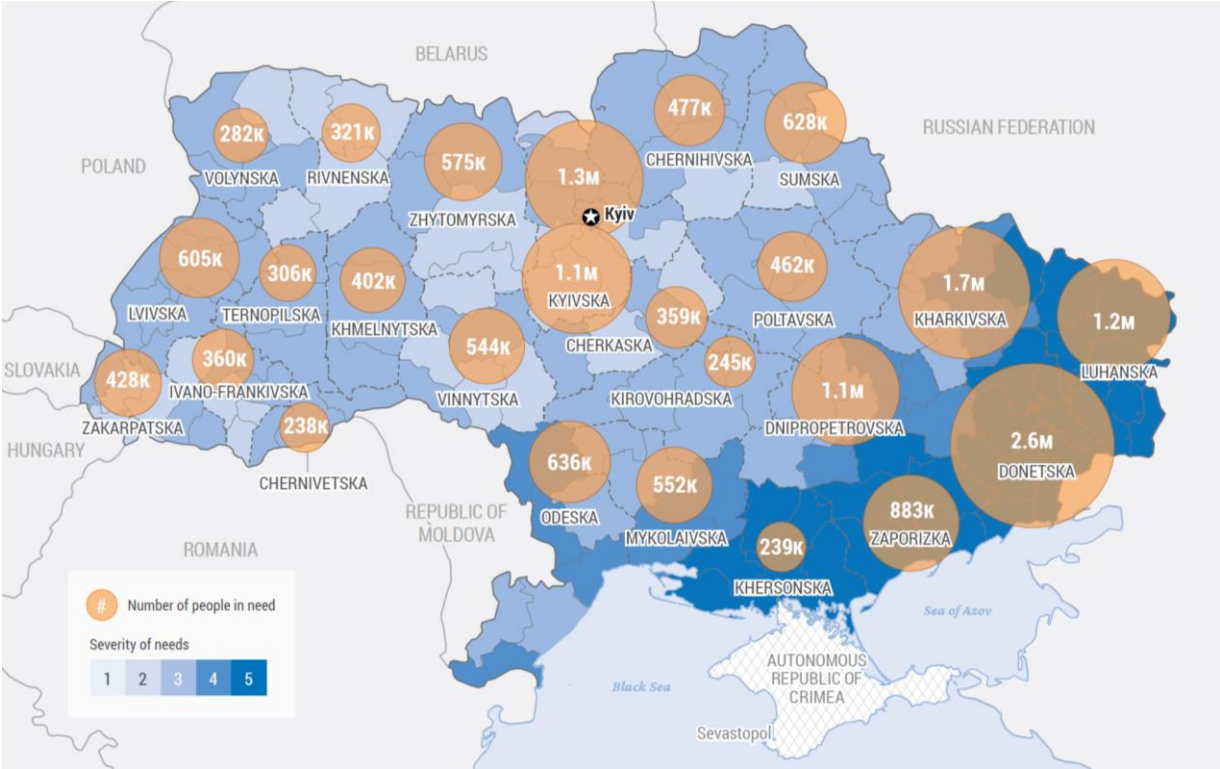 BELARUS
RUSSIAN FEDERATION
POLAND
SLOVAKIA
HUNGARY
ROMANIA
REPUBLIC OF
MOLDOVA
282K
VOLYNSKA
321K
RIVNENSKA
575K
ZHYTOMYRSKA
1.3M
Kyiv
477K
CHERNIHIVSKA
628K
SUMSKA
605K
LVIVSKA
306K
TERNOPILSKA
402K
KHMELNYTSKA
1.1M
KYIVSKA
359K
CHERKASKA
462K
POLTAVSKA
1.7M
KHARKIVSKA
1.2M
LUHANSKA
428K
ZAKARPATSKA
360K
IVANO-FRANKIVSKA
238K
CHERNIVETSKA
544K
VINNYTSKA
245K
KIROVOHRADSKA
1.1M
DNIPROPETROVSKA
2.6M
DONETSKA
636K
ODESKA
552K
MYKOLAIVSKA
239K
KHERSONSKA
883K
ZAPORIZKA
Sea of Azov
Black Sea
AUTONOMOUS
REPUBLIC OF
CRIMEA
Sevastopol
# Number of people in need
Severity of needs
1 2 3 4 5